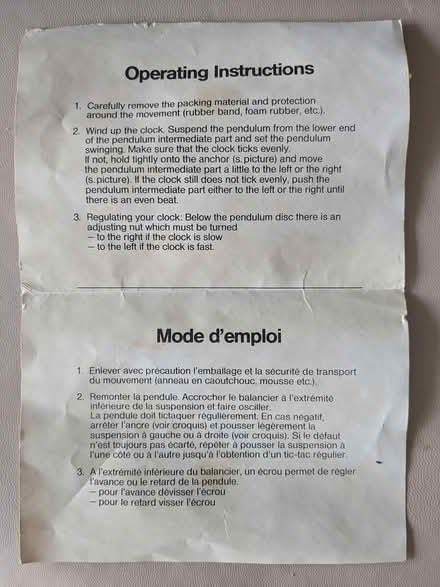 Operating Instructions
1. Carefully remove the packing material and protection
around the movement (rubber band, foam rubber, etc.).
2. Wind up the clock. Suspend the pendulum from the lower end
of the pendulum intermediate part and set the pendulum
swinging. Make sure that the clock ticks evenly.
If not, hold tightly onto the anchor (s. picture) and move
the pendulum intermediate part a little to the left or the right
(s. picture). If the clock still does not tick evenly, push the
pendulum intermediate part either to the left or the right until
there is an even beat.
3. Regulating your clock: Below the pendulum disc there is an
adjusting nut which must be turned
– to the right if the clock is slow
– to the left if the clock is fast.
Mode d'emploi
1. Enlever avec précaution l'emballage et la sécurité de transport
du mouvement (anneau en caoutchouc, mousse etc.).
2. Remonter la pendule. Accrocher le balancier à l'extrémité
inférieure de la suspension et faire osciller.
La pendule doit tictaquer régulièrement. En cas négatif,
arrêter l'ancre (voir croquis) et pousser légèrement la
suspension à gauche ou à droite (voir croquis). Si le défaut
n'est toujours pas écarté, répéter à pousser la suspension à
l'une côté ou à l'autre jusqu'à l'obtention d'un tic-tac régulier.
3. A l'extrémité inférieure du balancier, un écrou permet de régler
l'avance ou le retard de la pendule.
– pour l'avance dévisser l'écrou
– pour le retard visser l'écrou